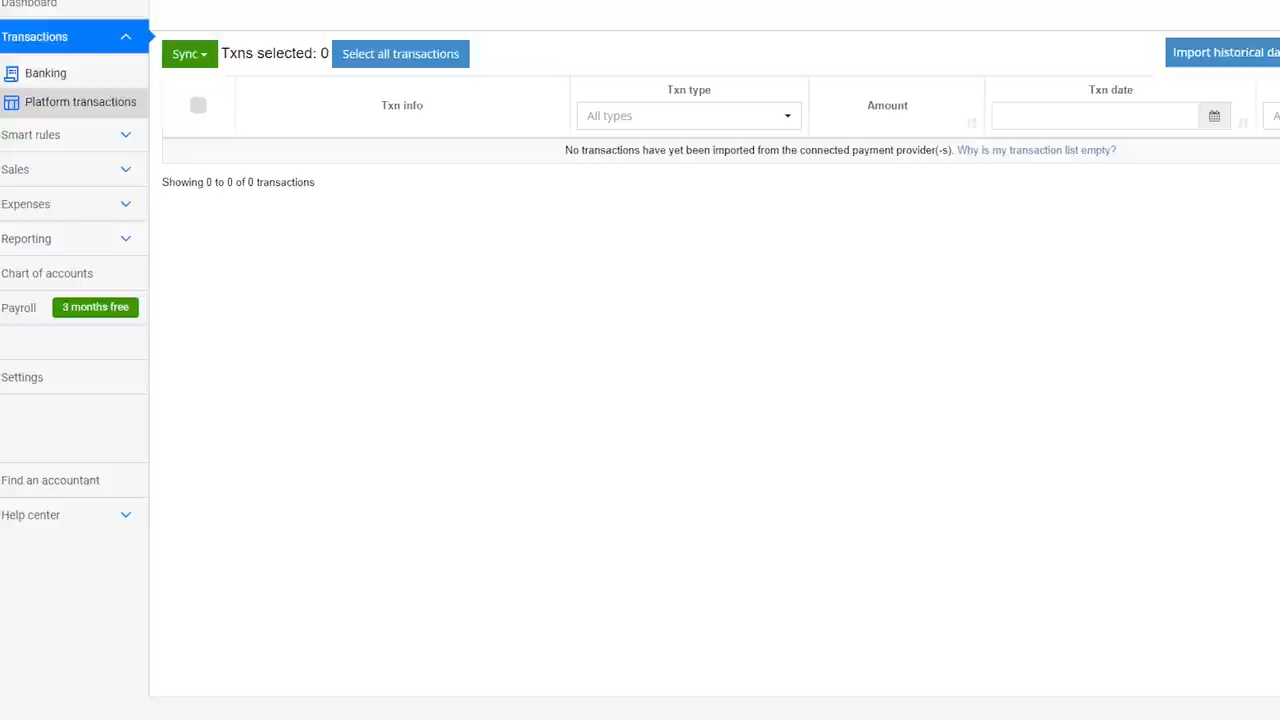 Dashboard
Transactions
Banking
Platform transactions
Smart rules
Sales
Expenses
Reporting
Chart of accounts
Payroll 3 months free
Settings
Find an accountant
Help center
Sync Txns selected: 0 Select all transactions
Import historical da
Txn info
Txn type
All types
Amount
Txn date
A
No transactions have yet been imported from the connected payment provider(-s). Why is my transaction list empty?
Showing 0 to 0 of 0 transactions